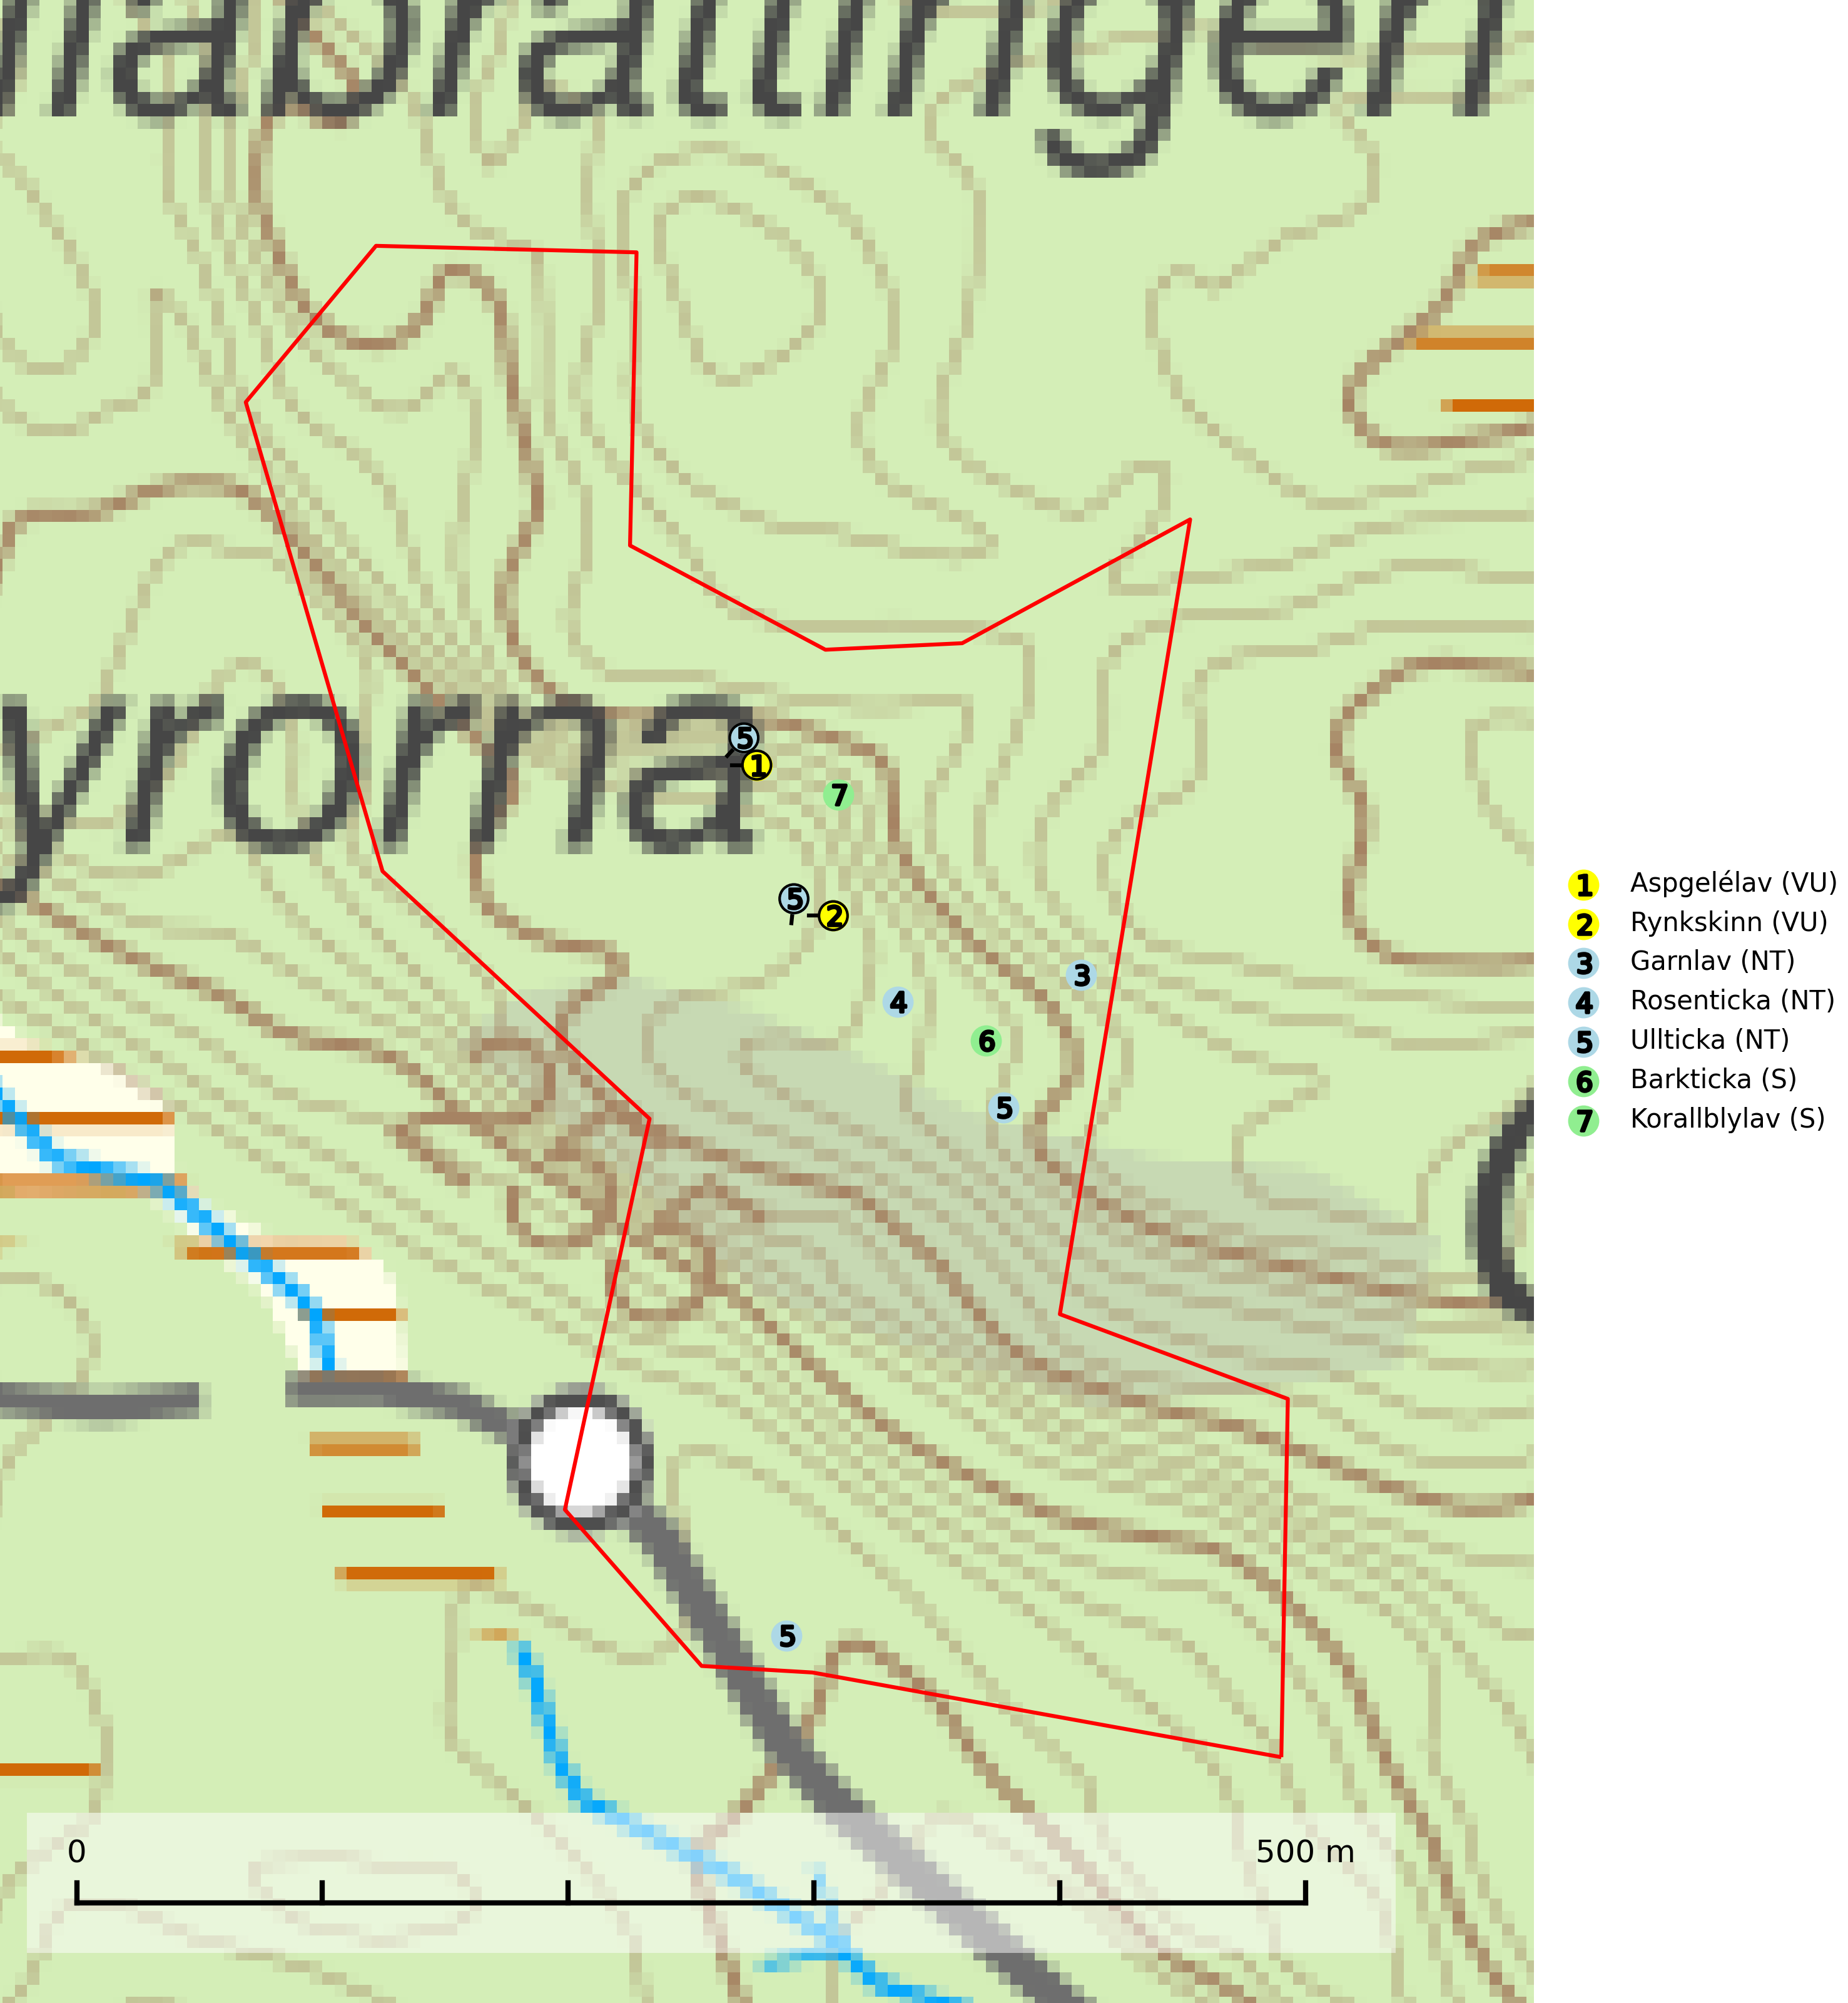 5
1
7
5
2
3
4
6
5
5
1 Aspgelélav (VU)
2 Rynkskinn (VU)
3 Garnlav (NT)
4 Rosenticka (NT)
5 Ullticka (NT)
6 Barkticka (S)
7 Korallblylav (S)
0 500 m